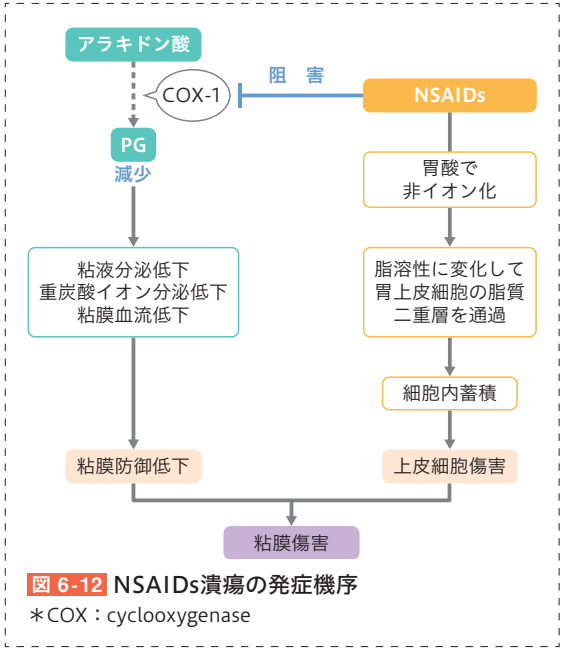 アラキドン酸
COX-1
阻 害
NSAIDs
PG
減少
胃酸で
非イオン化
粘液分泌低下
重炭酸イオン分泌低下
粘膜血流低下
脂溶性に変化して
胃上皮細胞の脂質
二重層を通過
細胞内蓄積
粘膜防御低下
上皮細胞傷害
粘膜傷害
図 6-12 NSAIDs潰瘍の発症機序
＊COX：cyclooxygenase